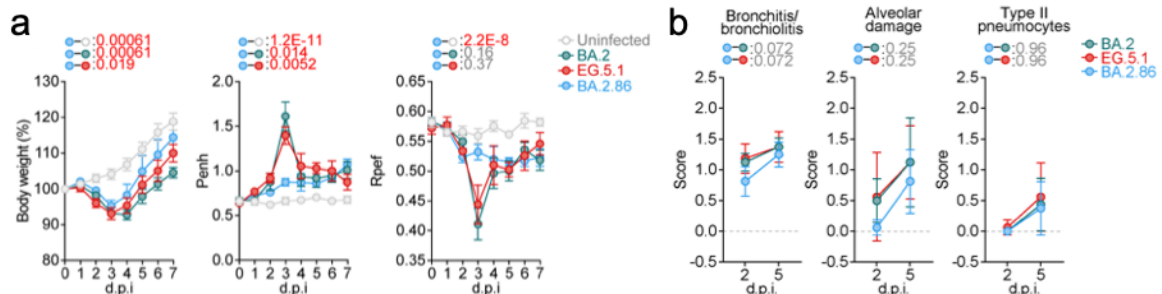 a
:0.00061
:0.00061
:0.019
Body weight (%)
130
120
110
100
90
80
0 1 2 3 4 5 6 7
d.p.i
:1.2E-11
:0.014
:0.0052
Penh
2.0
1.5
1.0
0.5
0.0
0 1 2 3 4 5 6 7
d.p.i
:2.2E-8
:0.16
:0.37
Rpef
0.65
0.60
0.55
0.50
0.45
0.40
0.35
0 1 2 3 4 5 6 7
d.p.i
Uninfected
BA.2
EG.5.1
BA.2.86
b
Bronchitis/
bronchiolitis
:0.072
:0.072
Score
2.5
2.0
1.5
1.0
0.5
0.0
-0.5
2 5
d.p.i.
Alveolar
damage
:0.25
:0.25
Score
2.5
2.0
1.5
1.0
0.5
0.0
-0.5
2 5
d.p.i.
Type II
pneumocytes
:0.96
:0.96
Score
2.5
2.0
1.5
1.0
0.5
0.0
-0.5
2 5
d.p.i.
BA.2
EG.5.1
BA.2.86